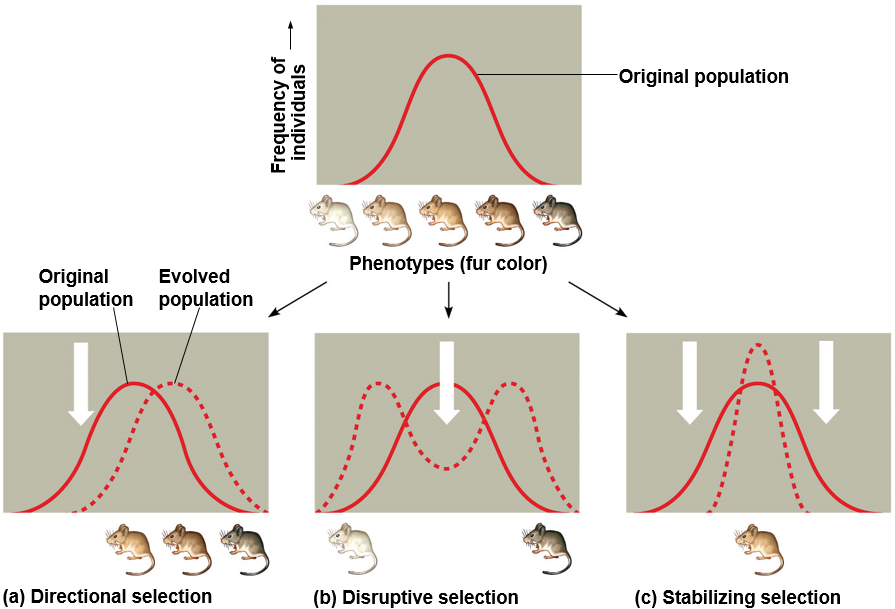 Frequency of
individuals
Original population
Phenotypes (fur color)
Original
population
Evolved
population
(a) Directional selection
(b) Disruptive selection
(c) Stabilizing selection